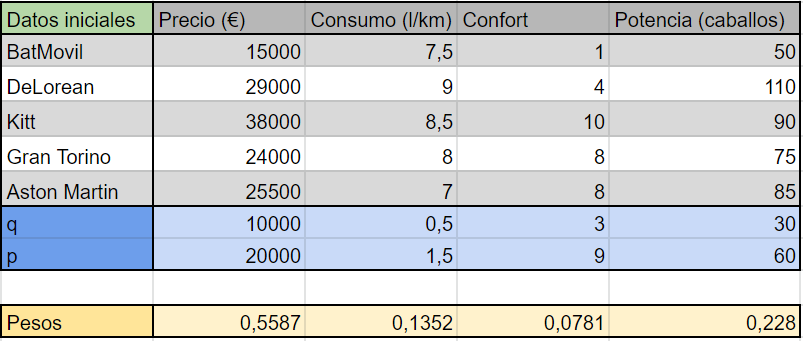 Datos iniciales Precio (€) Consumo (l/km) Confort Potencia (caballos)
BatMovil 15000 7,5 1 50
DeLorean 29000 9 4 110
Kitt 38000 8,5 10 90
Gran Torino 24000 8 8 75
Aston Martin 25500 7 8 85
q 10000 0,5 3 30
p 20000 1,5 9 60
Pesos 0,5587 0,1352 0,0781 0,228